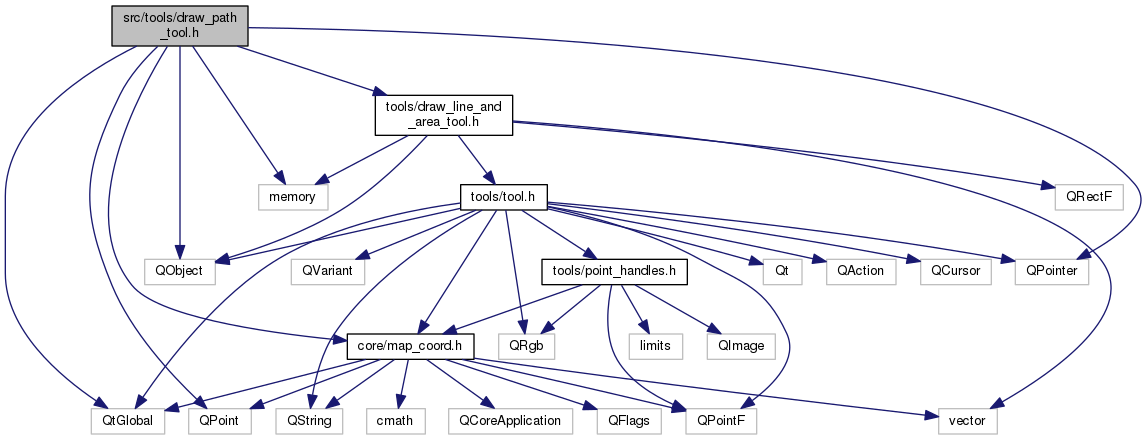 src/tools/draw_path
_tool.h
tools/draw_line_and
_area_tool.h
memory
tools/tool.h
QRectF
QObject
QVariant
tools/point_handles.h
Qt
QAction
QCursor
QPointer
core/map_coord.h
QRgb
limits
QImage
QtGlobal
QPoint
QString
cmath
QCoreApplication
QFlags
QPointF
vector